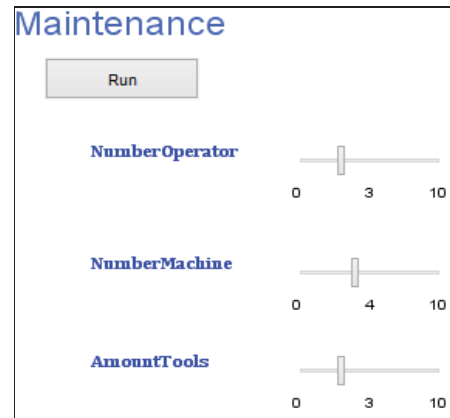 Maintenance
Run
NumberOperator
0 3 10
NumberMachine
0 4 10
AmountTools
0 3 10